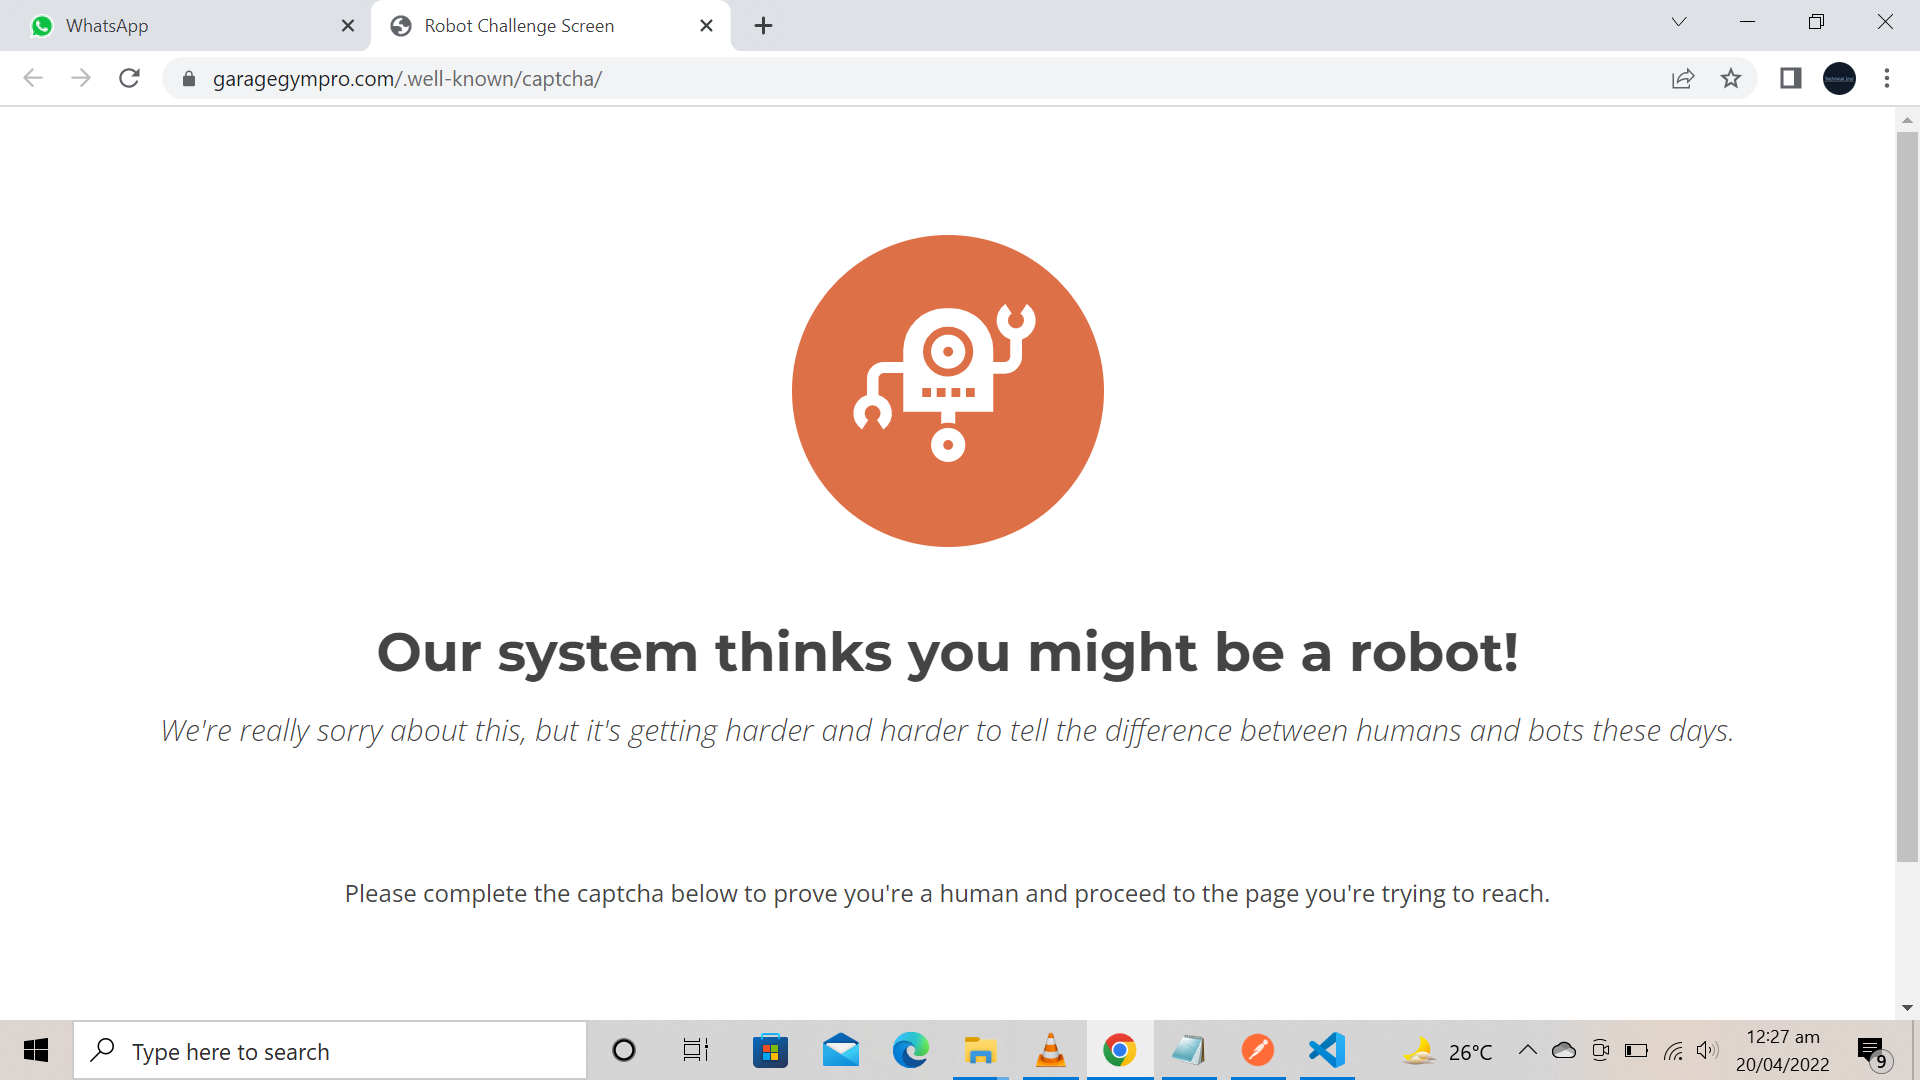 WhatsApp
Robot Challenge Screen
garagegympro.com/.well-known/captcha/
Our system thinks you might be a robot!
We're really sorry about this, but it's getting harder and harder to tell the difference between humans and bots these days.
Please complete the captcha below to prove you're a human and proceed to the page you're trying to reach.
Type here to search
26°C
12:27 am
20/04/2022
9